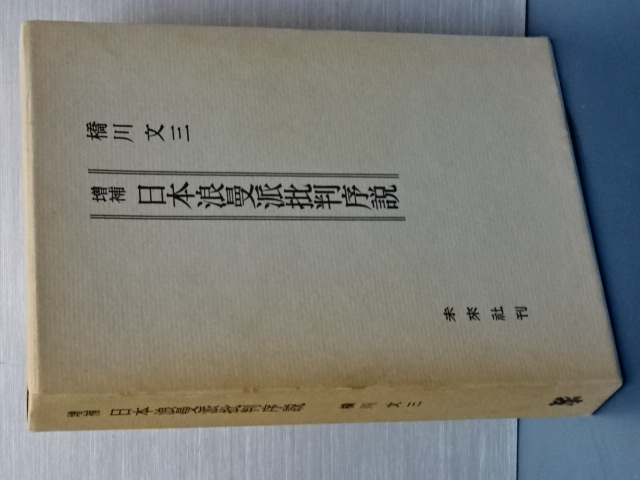 橋川文三
増補 日本浪曼派批判序説
未來社刊
増補 日本浪曼派批判序説 橋川文三